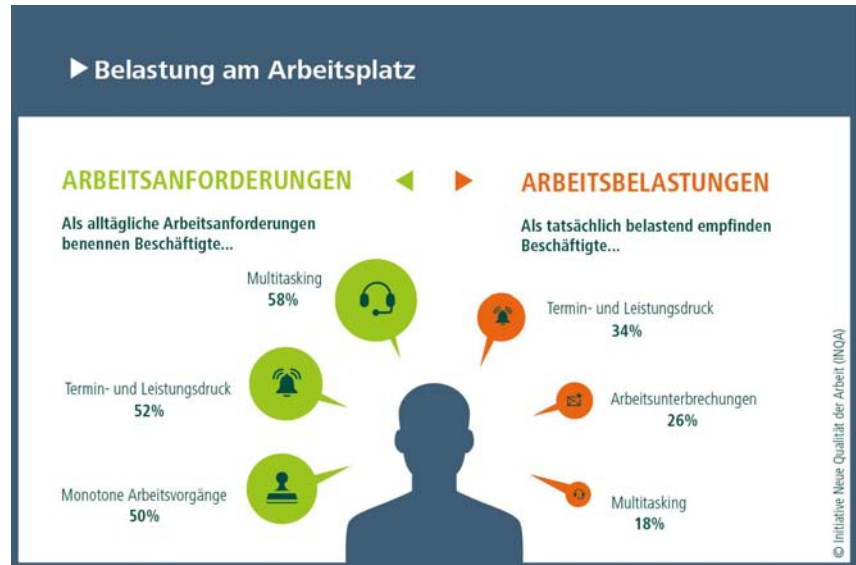 Belastung am Arbeitsplatz
ARBEITSANFORDERUNGEN
Als alltägliche Arbeitsanforderungen
benennen Beschäftigte...
Multitasking
58%
Termin- und Leistungsdruck
52%
Monotone Arbeitsvorgänge
50%
ARBEITSBELASTUNGEN
Als tatsächlich belastend empfinden
Beschäftigte...
Termin- und Leistungsdruck
34%
Arbeitsunterbrechungen
26%
Multitasking
18%
© Initiative Neue Qualität der Arbeit (INQA)